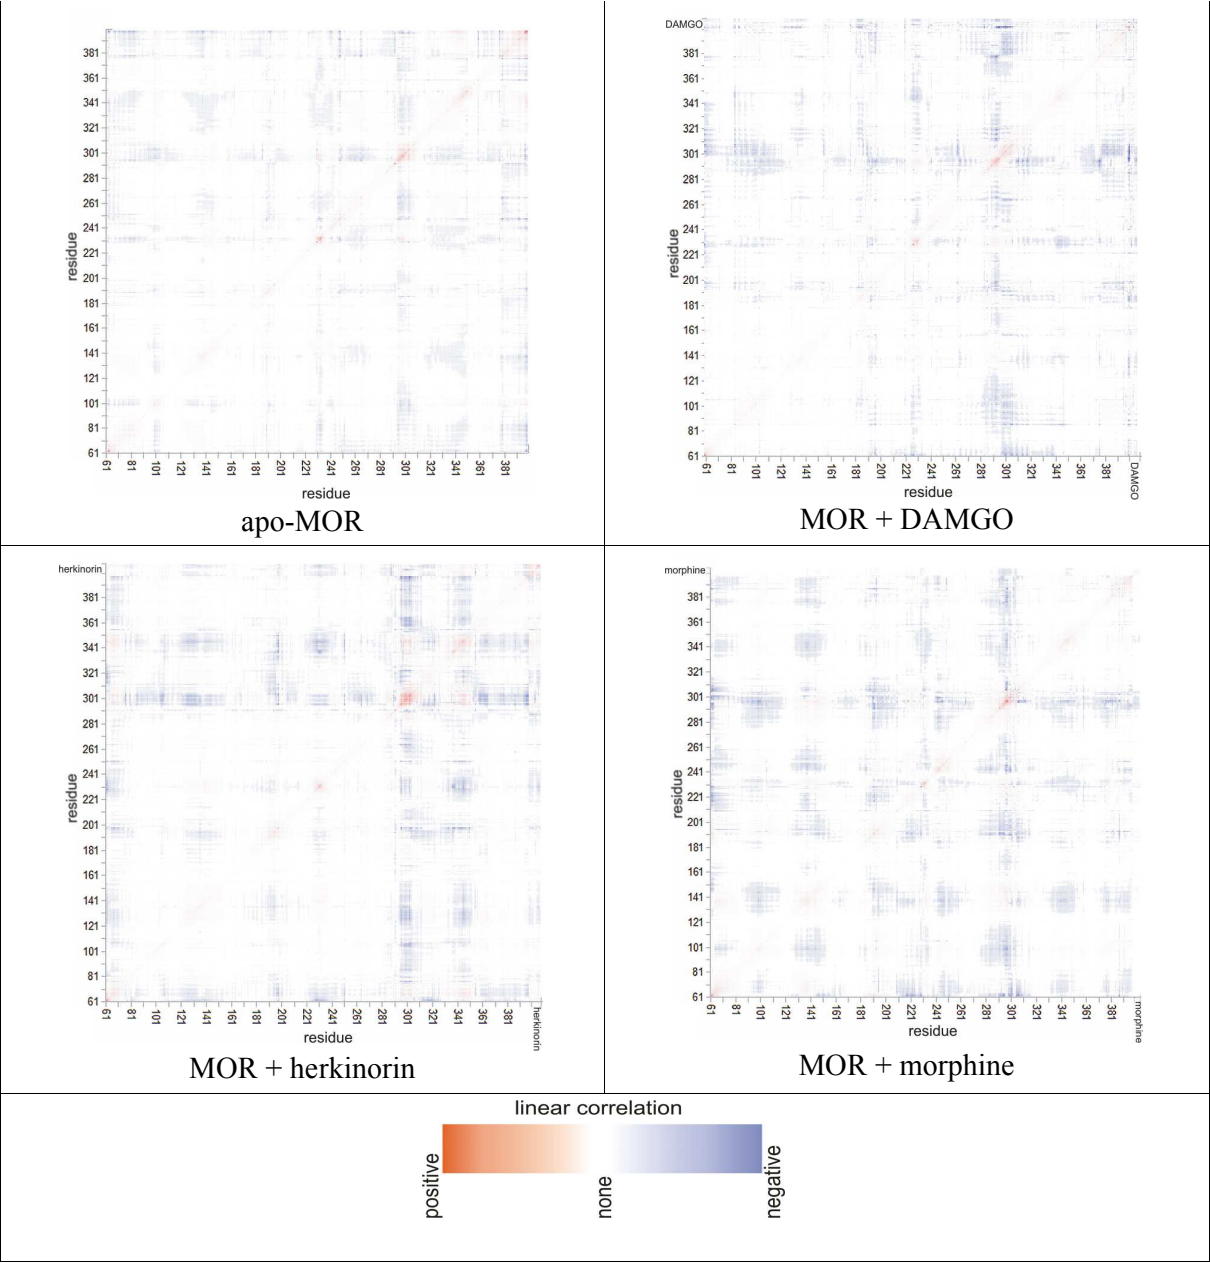 381
361
341
321
301
281
261
241
221
201
181
161
141
121
101
81
61
residue
61 81 101 121 141 161 181 201 221 241 261 281 301 321 341 361 381
residue
apo-MOR
DAMGO
381
361
341
321
301
281
261
241
221
201
181
161
141
121
101
81
61
residue
61 81 101 121 141 161 181 201 221 241 261 281 301 321 341 361 381 DAMGO
residue
MOR + DAMGO
herkinorin
381
361
341
321
301
281
261
241
221
201
181
161
141
121
101
81
61
residue
61 81 101 121 141 161 181 201 221 241 261 281 301 321 341 361 381 herkinorin
residue
MOR + herkinorin
morphine
381
361
341
321
301
281
261
241
221
201
181
161
141
121
101
81
61
residue
61 81 101 121 141 161 181 201 221 241 261 281 301 321 341 361 381 morphine
residue
MOR + morphine
linear correlation
positive
none
negative